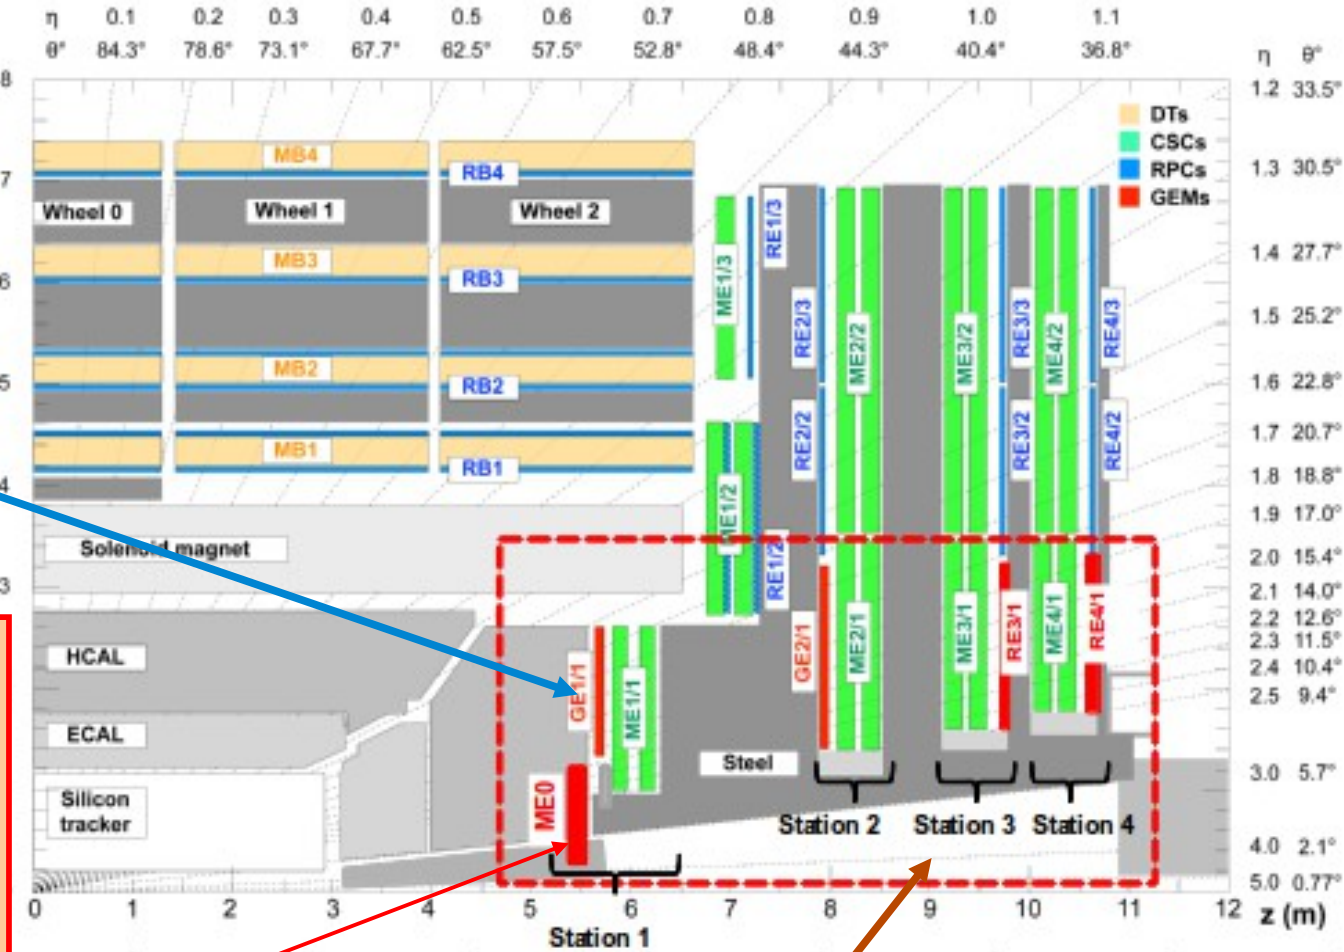 η 0.1 0.2 0.3 0.4 0.5 0.6 0.7 0.8 0.9 1.0 1.1
θ° 84.3° 78.6° 73.1° 67.7° 62.5° 57.5° 52.8° 48.4° 44.3° 40.4° 36.8° η θ°
8
1.2 33.5°
DTs
CSCs
RPCs
GEMs
MB4
RB4
7
1.3 30.5°
Wheel 0
Wheel 1
Wheel 2
RE1/3
MB3
RB3
6
ME1/3
1.4 27.7°
RE2/3
ME2/2
ME3/2
RE3/3
ME4/2
RE4/3
1.5 25.2°
MB2
RB2
5
1.6 22.8°
MB1
RB1
RE2/2
RE3/2
RE4/2
1.7 20.7°
1.8 18.8°
4
ME1/2
1.9 17.0°
Solenoid magnet
RE1/2
2.0 15.4°
3
2.1 14.0°
2.2 12.6°
2.3 11.5°
2.4 10.4°
2.5 9.4°
HCAL
GE1/1
ME1/1
GE2/1
ME2/1
ME3/1
RE3/1
ME4/1
RE4/1
ECAL
Steel
3.0 5.7°
Silicon
tracker
ME0
Station 2
Station 3
Station 4
4.0 2.1°
5.0 0.77°
0 1 2 3 4 5 6 7 8 9 10 11 12 z (m)
Station 1